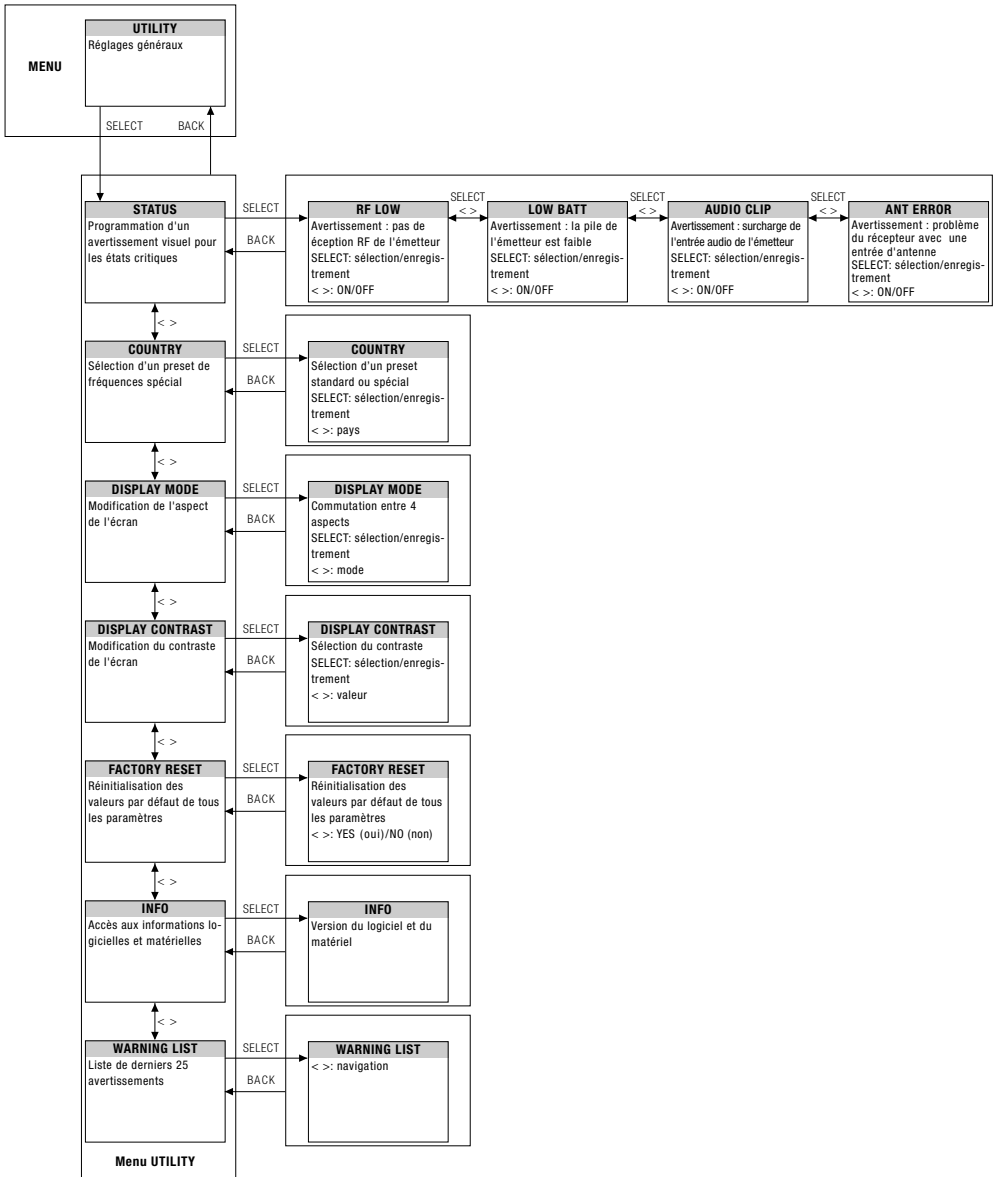 UTILITY
Réglages généraux
MENU
SELECT
BACK
STATUS
Programmation d'un
avertissement visuel pour
les états critiques
SELECT
BACK
RF LOW
Avertissement : pas de
éception RF de l'émetteur
SELECT: sélection/enregis-
trement
< >: ON/OFF
SELECT
< >
LOW BATT
Avertissement : la pile de
l'émetteur est faible
SELECT: sélection/enregis-
trement
< >: ON/OFF
SELECT
< >
AUDIO CLIP
Avertissement : surcharge de
l'entrée audio de l'émetteur
SELECT: sélection/enregis-
trement
< >: ON/OFF
SELECT
< >
ANT ERROR
Avertissement : problème
du récepteur avec une
entrée d'antenne
SELECT: sélection/enregis-
trement
< >: ON/OFF
< >
COUNTRY
Sélection d'un preset de
fréquences spécial
SELECT
BACK
COUNTRY
Sélection d'un preset
standard ou spécial
SELECT: sélection/enregis-
trement
< >: pays
< >
DISPLAY MODE
Modification de l'aspect
de l'écran
SELECT
BACK
DISPLAY MODE
Commutation entre 4
aspects
SELECT: sélection/enregis-
trement
< >: mode
< >
DISPLAY CONTRAST
Modification du contraste
de l'écran
SELECT
BACK
DISPLAY CONTRAST
Sélection du contraste
SELECT: sélection/enregis-
trement
< >: valeur
< >
FACTORY RESET
Réinitialisation des
valeurs par défaut de tous
les paramètres
SELECT
BACK
FACTORY RESET
Réinitialisation des
valeurs par défaut de tous
les paramètres
< >: YES (oui)/NO (non)
< >
INFO
Accès aux informations lo-
gicielles et matérielles
SELECT
BACK
INFO
Version du logiciel et du
matériel
< >
WARNING LIST
Liste de derniers 25
avertissements
SELECT
BACK
WARNING LIST
< >: navigation
Menu UTILITY